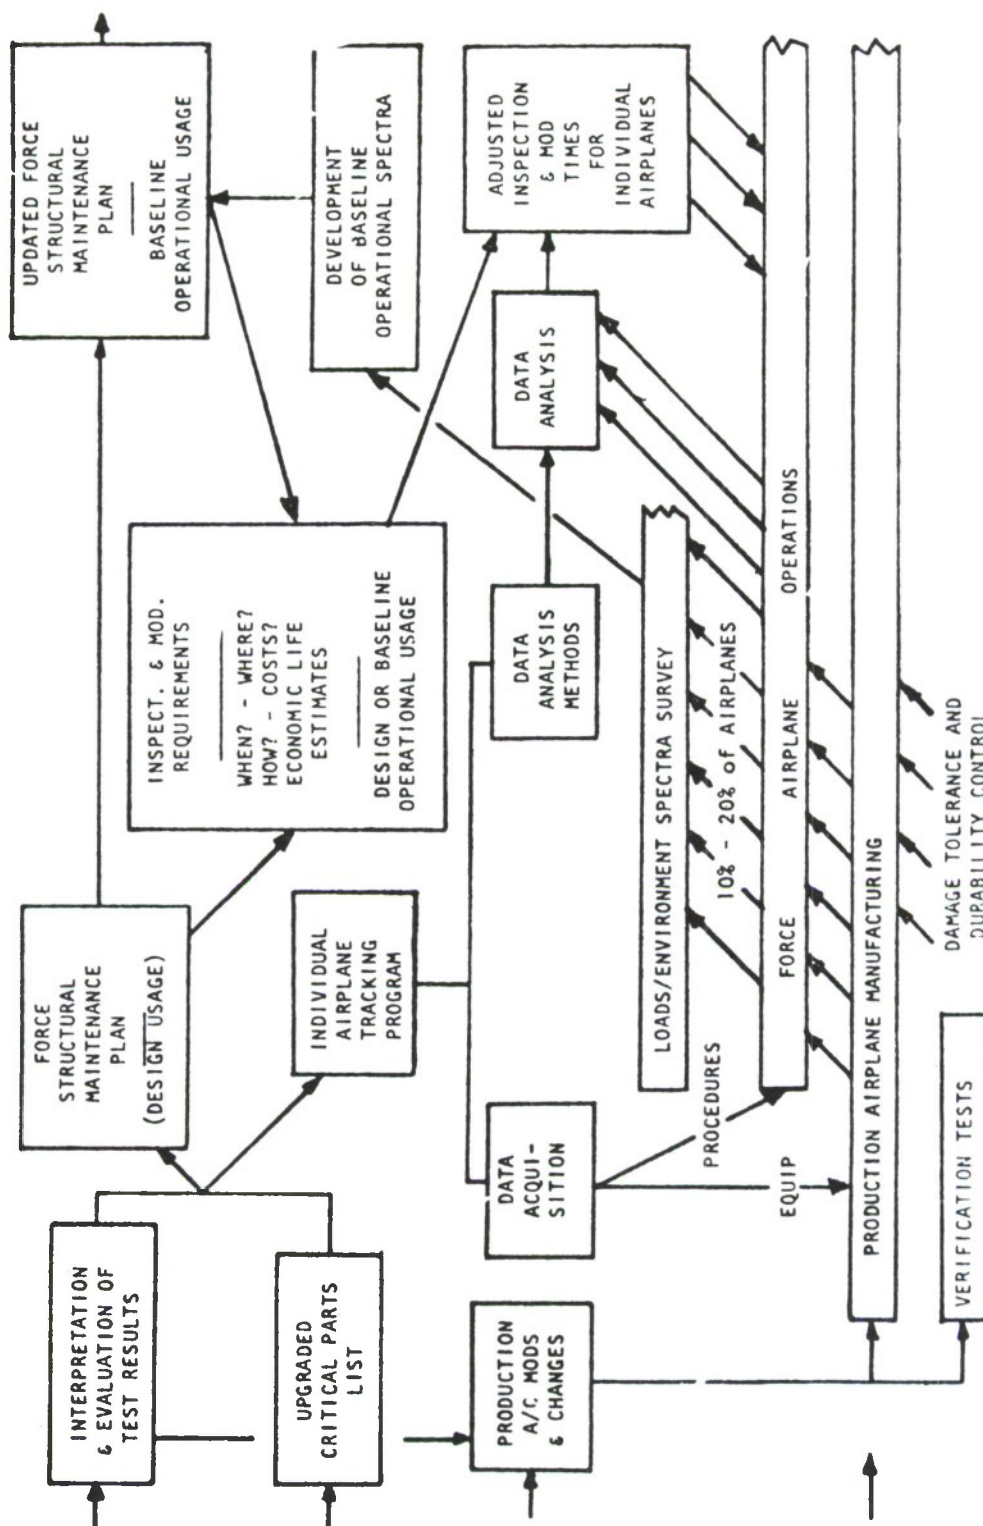 INTERPRETATION
& EVALUATION OF
TEST RESULTS
UPGRADED
CRITICAL PARTS
LIST
PRODUCTION
A/C MODS
& CHANGES
FORCE
STRUCTURAL
MAINTENANCE
PLAN
(DESIGN USAGE)
INDIVIDUAL
AIRPLANE
TRACKING
PROGRAM
DATA
ACQUI-
SITION
PROCEDURES
EQUIP
INSPECT. & MOD.
REQUIREMENTS
WHEN? - WHERE?
HOW? - COSTS?
ECONOMIC LIFE
ESTIMATES
DESIGN OR BASELINE
OPERATIONAL USAGE
DATA
ANALYSIS
METHODS
DATA
ANALYSIS
UPDATED FORCE
STRUCTURAL
MAINTENANCE
PLAN
BASELINE
OPERATIONAL USAGE
DEVELOPMENT
OF BASELINE
OPERATIONAL SPECTRA
ADJUSTED
INSPECTION
& MOD
TIMES
FOR
INDIVIDUAL
AIRPLANES
LOADS/ENVIRONMENT SPECTRA SURVEY
10% - 20% of AIRPLANES
FORCE AIRPLANE OPERATIONS
PRODUCTION AIRPLANE MANUFACTURING
VERIFICATION TESTS
DAMAGE TOLERANCE AND
DURABILITY CONTROL